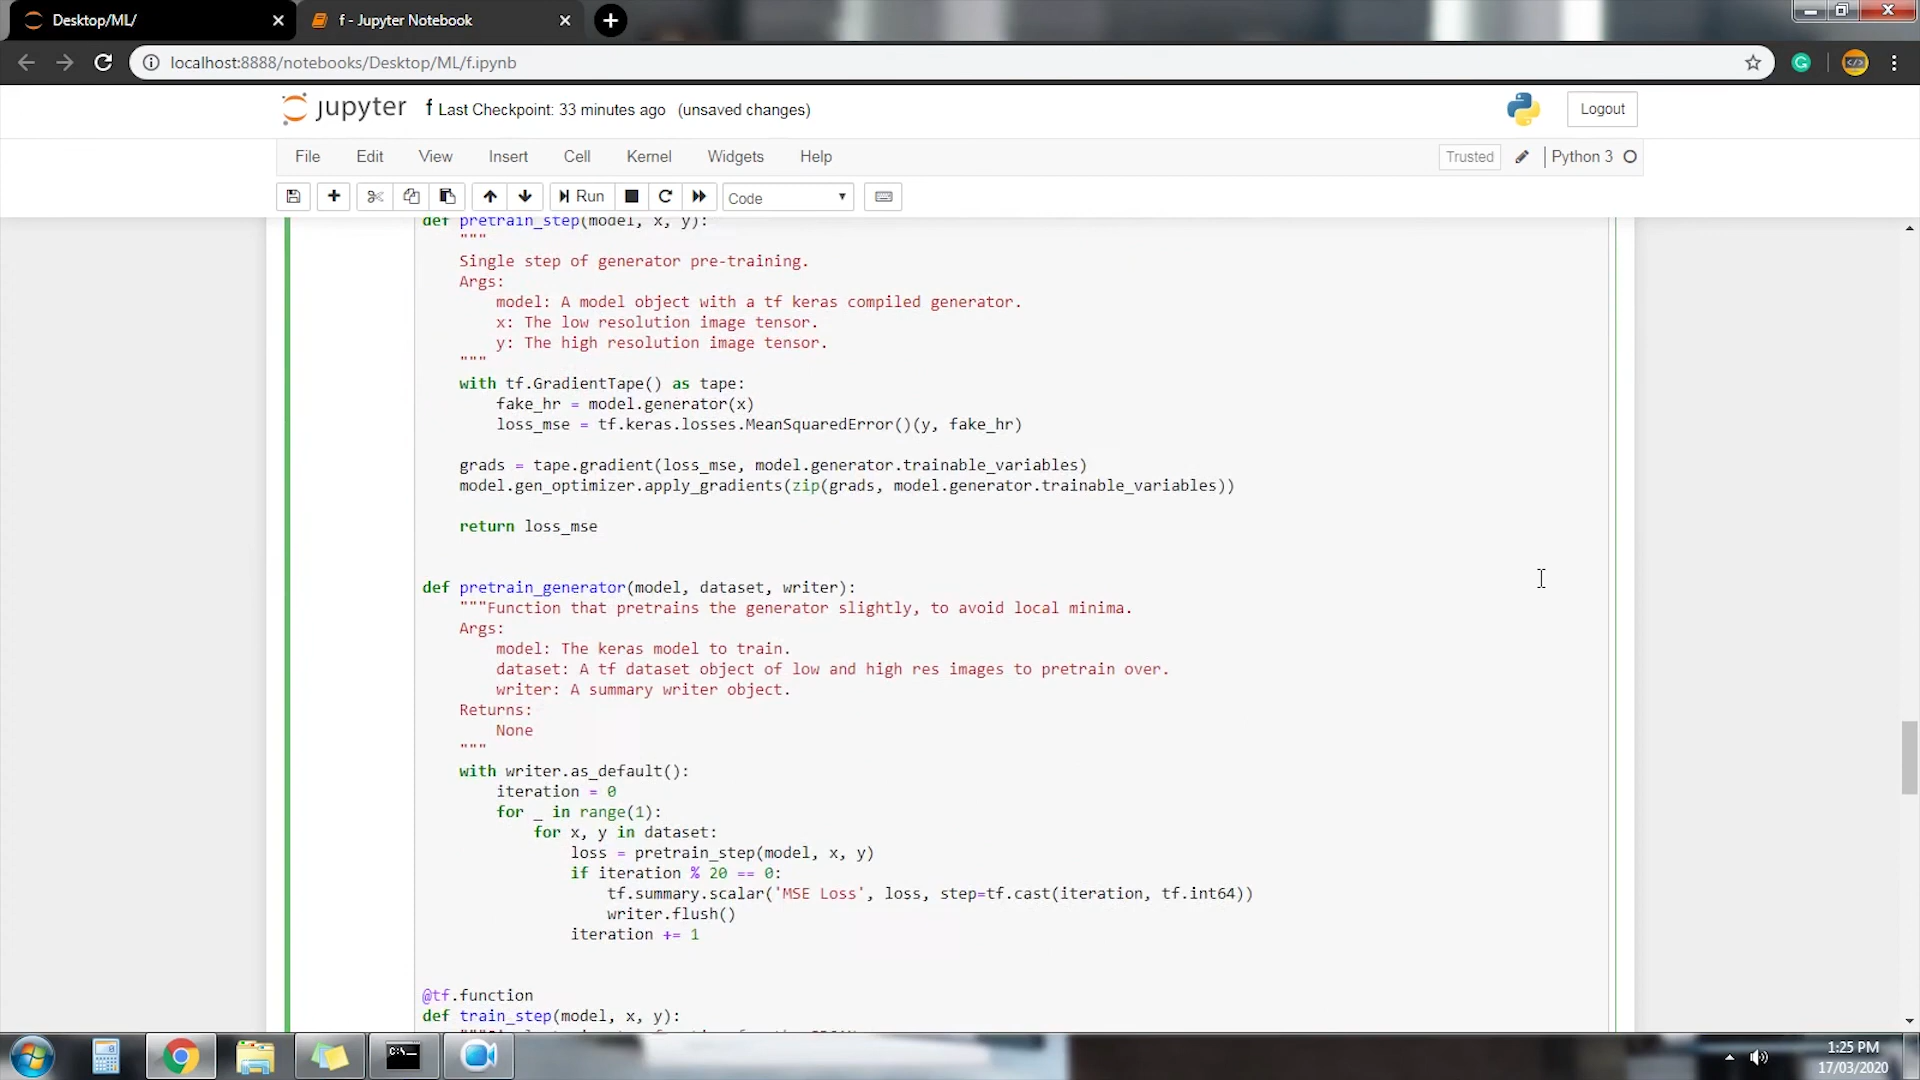 Desktop/ML/
f - Jupyter Notebook
localhost:8888/notebooks/Desktop/ML/f.ipynb
jupyter f Last Checkpoint: 33 minutes ago (unsaved changes)
Logout
File Edit View Insert Cell Kernel Widgets Help
Trusted
Python 3
Run
Code
def pretrain_step(model, x, y):
"""
Single step of generator pre-training.
Args:
model: A model object with a tf keras compiled generator.
x: The low resolution image tensor.
y: The high resolution image tensor.
"""
with tf.GradientTape() as tape:
fake_hr = model.generator(x)
loss_mse = tf.keras.losses.MeanSquaredError()(y, fake_hr)
grads = tape.gradient(loss_mse, model.generator.trainable_variables)
model.gen_optimizer.apply_gradients(zip(grads, model.generator.trainable_variables))
return loss_mse
def pretrain_generator(model, dataset, writer):
"""Function that pretrains the generator slightly, to avoid local minima.
Args:
model: The keras model to train.
dataset: A tf dataset object of low and high res images to pretrain over.
writer: A summary writer object.
Returns:
None
"""
with writer.as_default():
iteration = 0
for _ in range(1):
for x, y in dataset:
loss = pretrain_step(model, x, y)
if iteration % 20 == 0:
tf.summary.scalar('MSE Loss', loss, step=tf.cast(iteration, tf.int64))
writer.flush()
iteration += 1
@tf.function
def train_step(model, x, y):
1:25 PM
17/03/2020